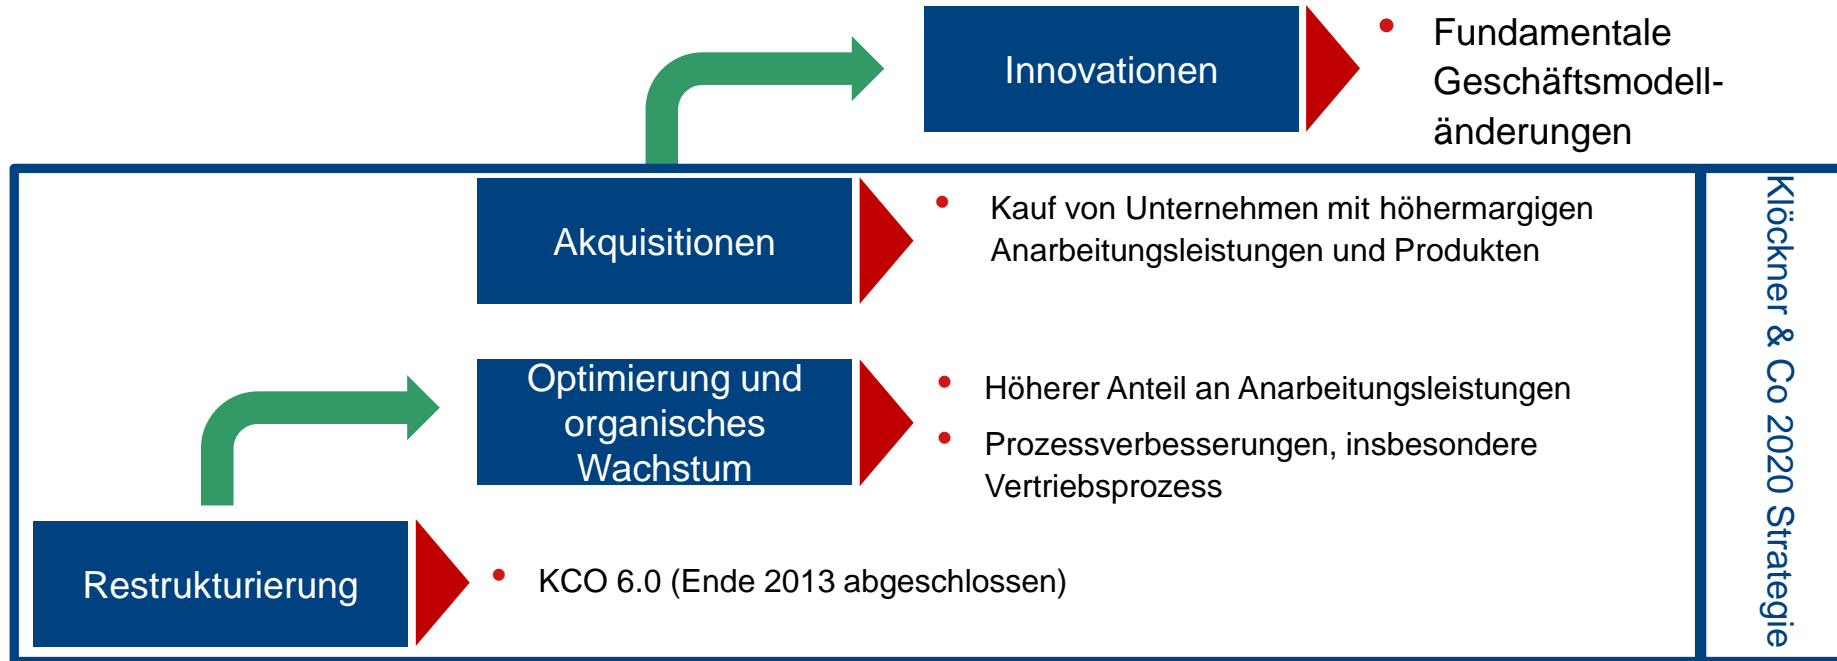 Innovationen
• Fundamentale
Geschäftsmodell-
änderungen
Akquisitionen
• Kauf von Unternehmen mit höhermargigen
Anarbeitungsleistungen und Produkten
Optimierung und
organisches
Wachstum
• Höherer Anteil an Anarbeitungsleistungen
• Prozessverbesserungen, insbesondere
Vertriebsprozess
Restrukturierung
• KCO 6.0 (Ende 2013 abgeschlossen)
Klöckner & Co 2020 Strategie